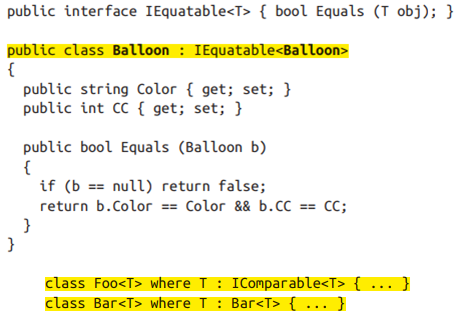 public interface IEquatable<T> { bool Equals (T obj); }
public class Balloon : IEquatable<Balloon>
{
public string Color { get; set; }
public int CC { get; set; }
public bool Equals (Balloon b)
{
if (b == null) return false;
return b.Color == Color && b.CC == CC;
}
}
class Foo<T> where T : IComparable<T> { ... }
class Bar<T> where T : Bar<T> { ... }